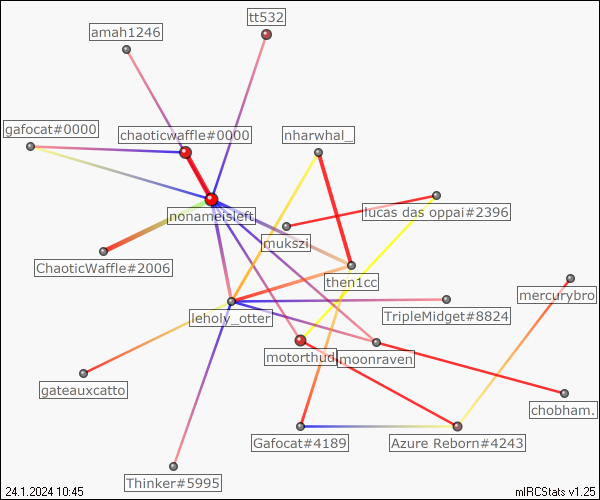 tt532
amah1246
gafocat#0000
chaoticwaffle#0000
nharwhal_
nonameisleft
lucas das oppai#2396
mukszi
ChaoticWaffle#2006
then1cc
mercurybro
leholy_otter
TripleMidget#8824
motorthud
moonraven
gateauxcatto
chobham.
Gafocat#4189
Azure Reborn#4243
Thinker#5995
24.1.2024 10:45
mIRCStats v1.25